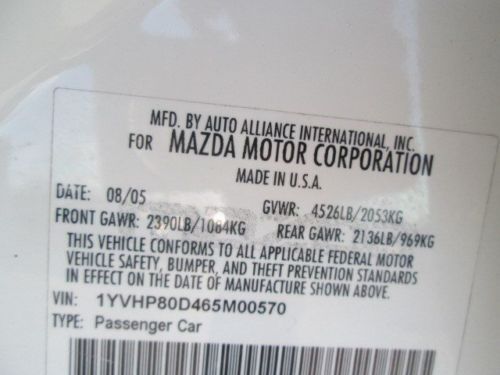 MFD. BY AUTO ALLIANCE INTERNATIONAL, INC.
FOR MAZDA MOTOR CORPORATION
MADE IN U.S.A.
DATE: 08/05 GVWR: 4526LB/2053KG
FRONT GAWR: 2390LB/1084KG REAR GAWR: 2136LB/969KG
THIS VEHICLE CONFORMS TO ALL APPLICABLE FEDERAL MOTOR
VEHICLE SAFETY, BUMPER, AND THEFT PREVENTION STANDARDS
IN EFFECT ON THE DATE OF MANUFACTURE SHOWN ABOVE.
VIN: 1YVHP80D465M00570
TYPE: Passenger Car